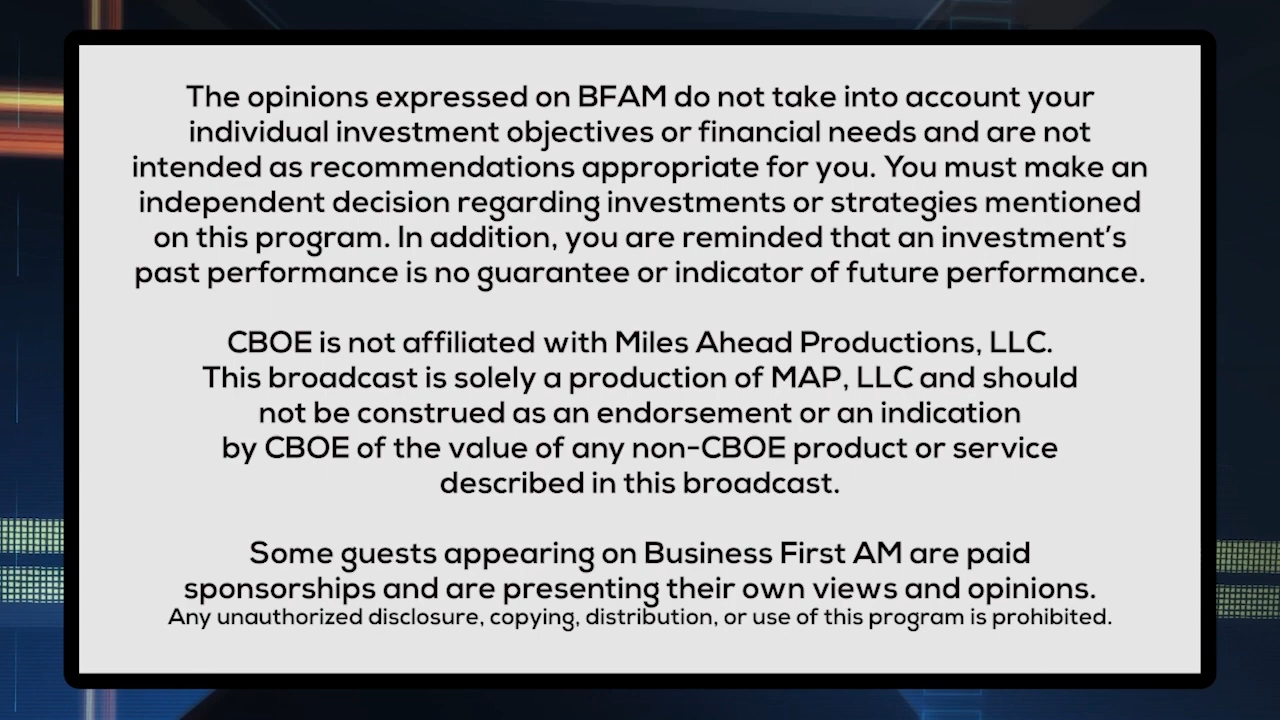 The opinions expressed on BFAM do not take into account your
individual investment objectives or financial needs and are not
intended as recommendations appropriate for you. You must make an
independent decision regarding investments or strategies mentioned
on this program. In addition, you are reminded that an investment's
past performance is no guarantee or indicator of future performance.
CBOE is not affiliated with Miles Ahead Productions, LLC.
This broadcast is solely a production of MAP, LLC and should
not be construed as an endorsement or an indication
by CBOE of the value of any non-CBOE product or service
described in this broadcast.
Some guests appearing on Business First AM are paid
sponsorships and are presenting their own views and opinions.
Any unauthorized disclosure, copying, distribution, or use of this program is prohibited.